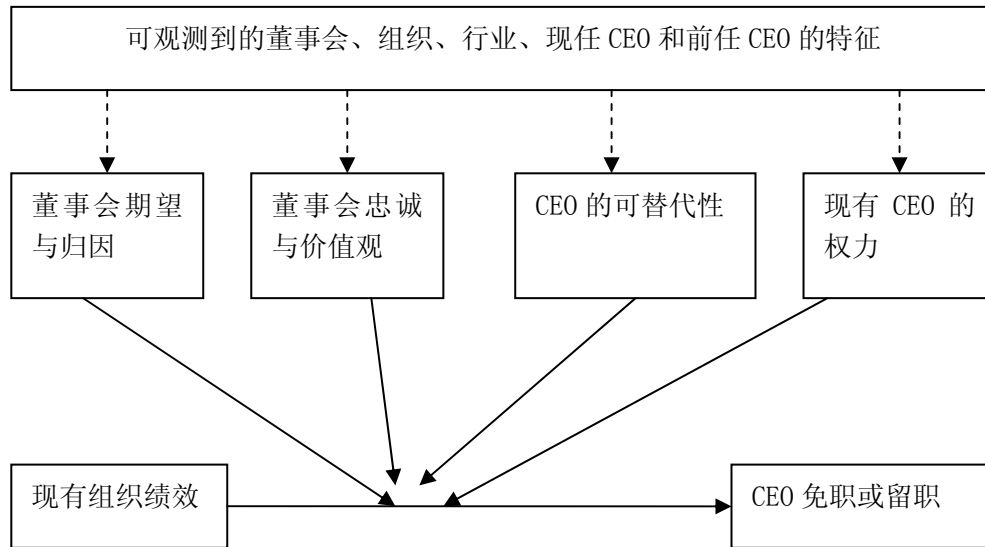 可观测到的董事会、组织、行业、现任 CEO 和前任 CEO 的特征
董事会期望
与归因
董事会忠诚
与价值观
CEO 的可替代性
现有 CEO 的
权力
现有组织绩效
CEO 免职或留职